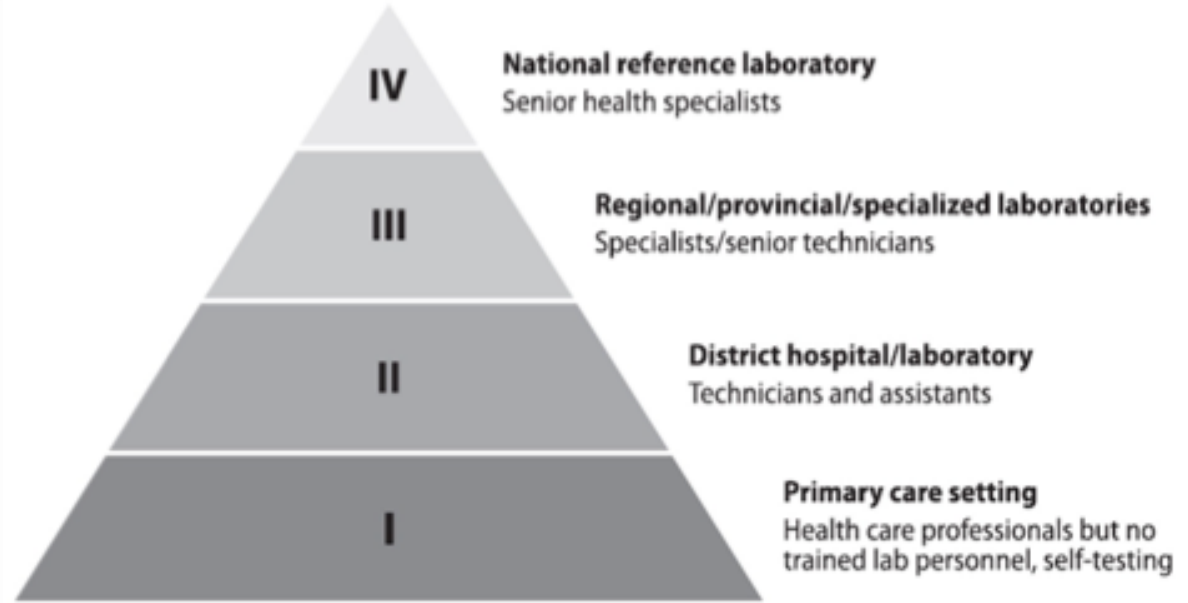 IV
National reference laboratory
Senior health specialists
III
Regional/provincial/specialized laboratories
Specialists/senior technicians
II
District hospital/laboratory
Technicians and assistants
I
Primary care setting
Health care professionals but no
trained lab personnel, self-testing